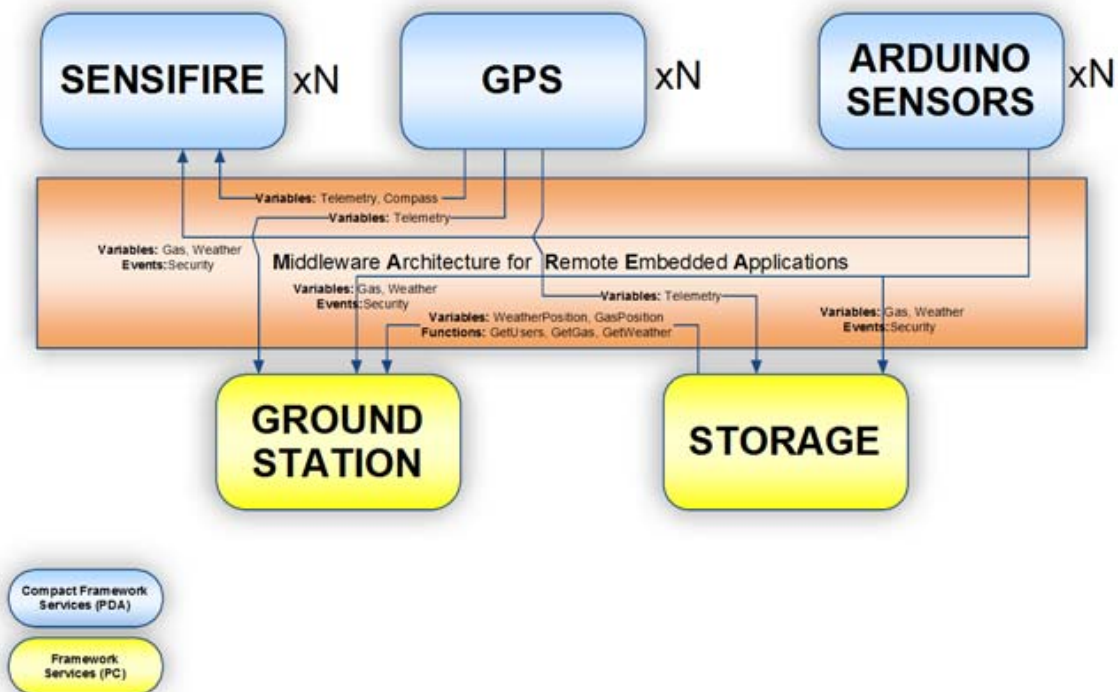 SENSIFIRE xN
GPS xN
ARDUINO
SENSORS xN
Variables: Telemetry, Compass
Variables: Telemetry
Variables: Gas, Weather
Events:Security
Middleware Architecture for Remote Embedded Applications
Variables: Gas, Weather
Events:Security
Variables: Telemetry
Variables: Gas, Weather
Events:Security
Variables: WeatherPosition, GasPosition
Functions: GetUsers, GetGas, GetWeather
GROUND
STATION
STORAGE
Compact Framework
Services (PDA)
Framework
Services (PC)